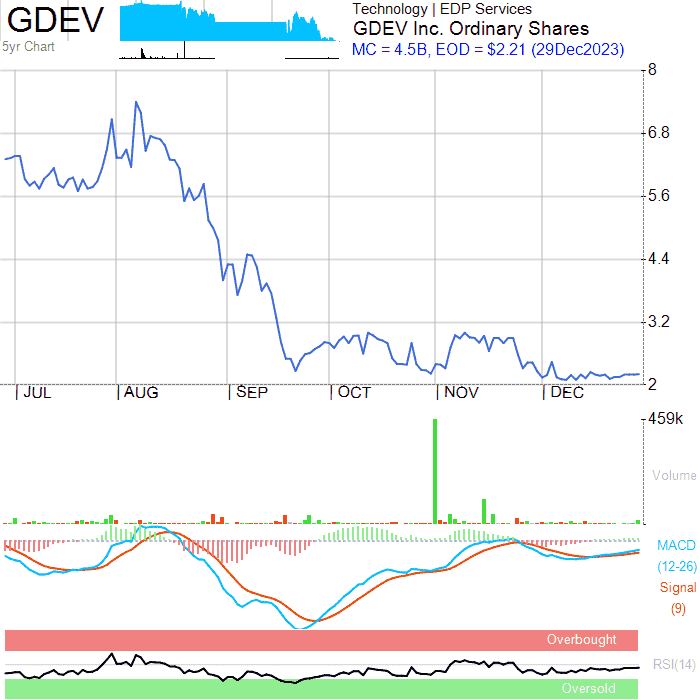 GDEV
5yr Chart
Technology | EDP Services
GDEV Inc. Ordinary Shares
MC = 4.5B, EOD = $2.21 (29Dec2023)
8
6.8
5.6
4.4
3.2
2
| JUL | AUG | SEP | OCT | NOV | DEC
459k
Volume
MACD
(12-26)
Signal
(9)
Overbought
RSI(14)
Oversold